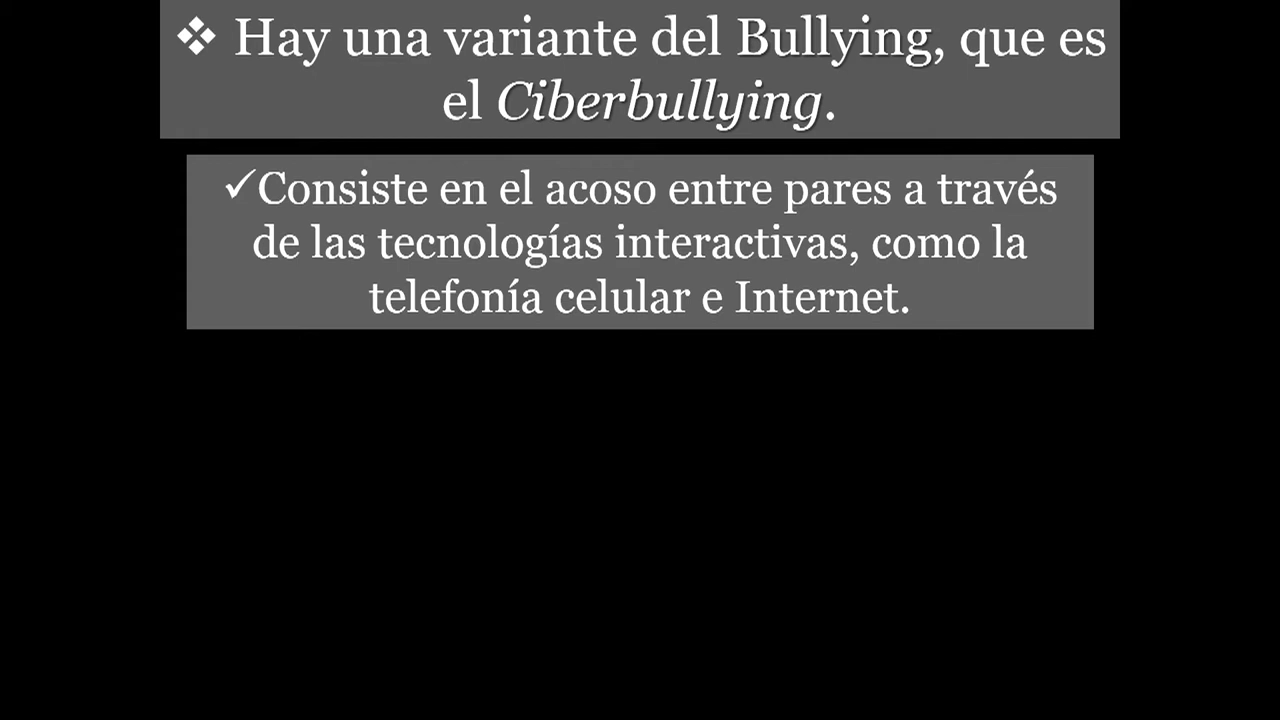 ❖ Hay una variante del Bullying, que es
el Ciberbullying.
✓Consiste en el acoso entre pares a través
de las tecnologías interactivas, como la
telefonía celular e Internet.